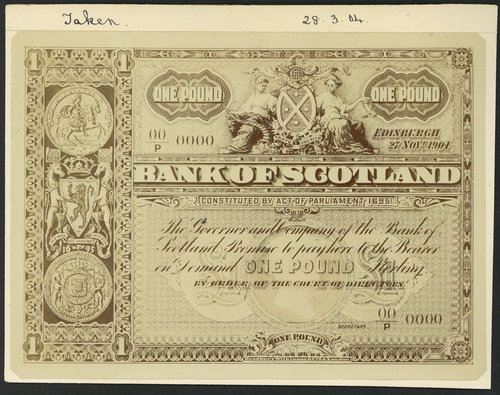 Taken. 28. 3. 04.
1 1
ONE POUND ONE POUND
00/P 0000
EDINBURGH
27 NOVR 1904
BANK OF SCOTLAND
CONSTITUTED BY ACT OF PARLIAMENT 1695
The Governor and Company of the Bank of
Scotland Promise to pay here to the Bearer
on Demand ONE POUND Sterling
BY ORDER OF THE COURT OF DIRECTORS
16 95
00/P 0000
SECRETARY
ONE POUND
1 1